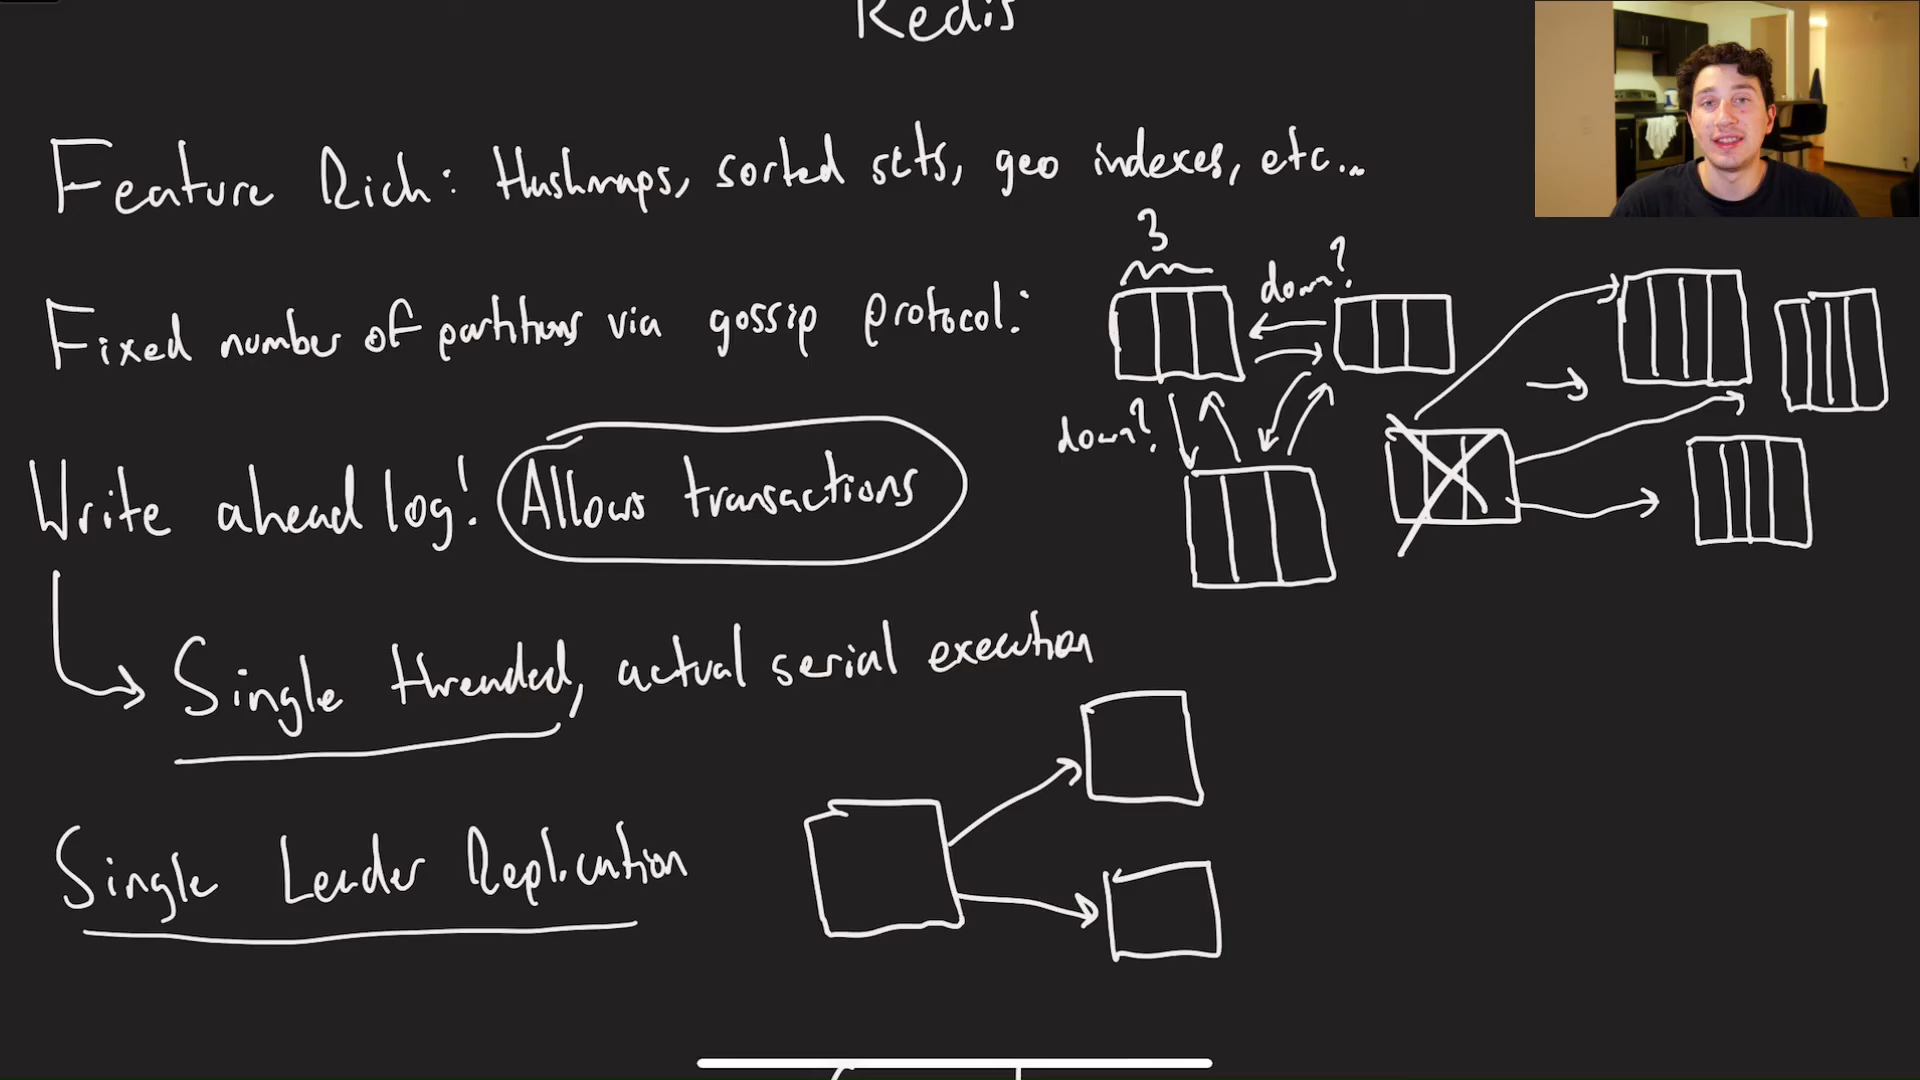 Redis
Feature Rich: Hashmaps, sorted sets, geo indexes, etc...
Fixed number of partitions via gossip protocol:
3
down?
down?
Write ahead log! Allows transactions
Single threaded, actual serial execution
Single Leader Replication